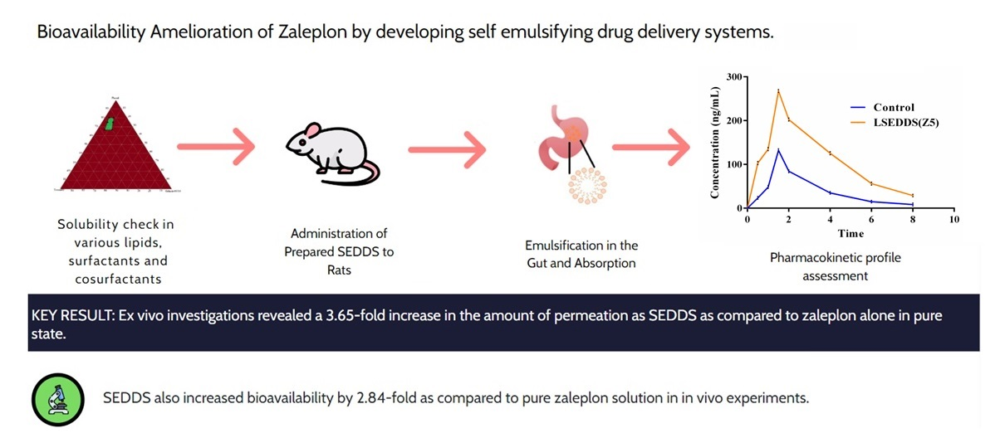 Bioavailability Amelioration of Zaleplon by developing self emulsifying drug delivery systems.
Solubility check in
various lipids,
surfactants and
cosurfactants
Administration of
Prepared SEDDS to
Rats
Emulsification in the
Gut and Absorption
Concentration (ng/mL)
300
200
100
0
0 2 4 6 8 10
Time
Control
LSEDDS(Z5)
Pharmacokinetic profile
assessment
KEY RESULT: Ex vivo investigations revealed a 3.65-fold increase in the amount of permeation as SEDDS as compared to zaleplon alone in pure
state.
SEDDS also increased bioavailability by 2.84-fold as compared to pure zaleplon solution in in vivo experiments.